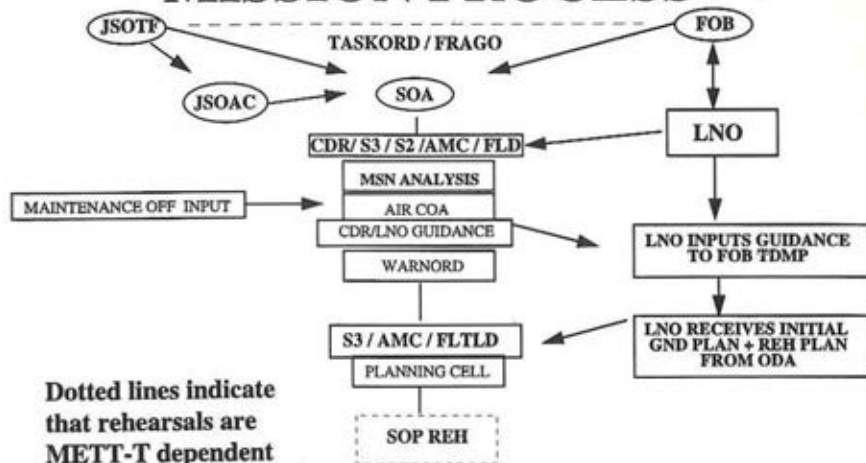 MISSION PROCESS
JSOTF
FOB
TASKORD / FRAGO
JSOAC
SOA
LNO
CDR/ S3 / S2 /AMC / FLD
MSN ANALYSIS
MAINTENANCE OFF INPUT
AIR COA
CDR/LNO GUIDANCE
LNO INPUTS GUIDANCE
TO FOB TDMP
WARNORD
LNO RECEIVES INITIAL
GND PLAN + REH PLAN
FROM ODA
S3 / AMC / FLTLD
PLANNING CELL
Dotted lines indicate
that rehearsals are
METT-T dependent
SOP REH